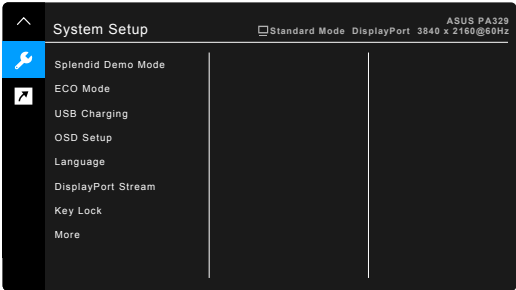 ASUS PA329
System Setup
Standard Mode DisplayPort 3840 x 2160@60Hz
Splendid Demo Mode
ECO Mode
USB Charging
OSD Setup
Language
DisplayPort Stream
Key Lock
More